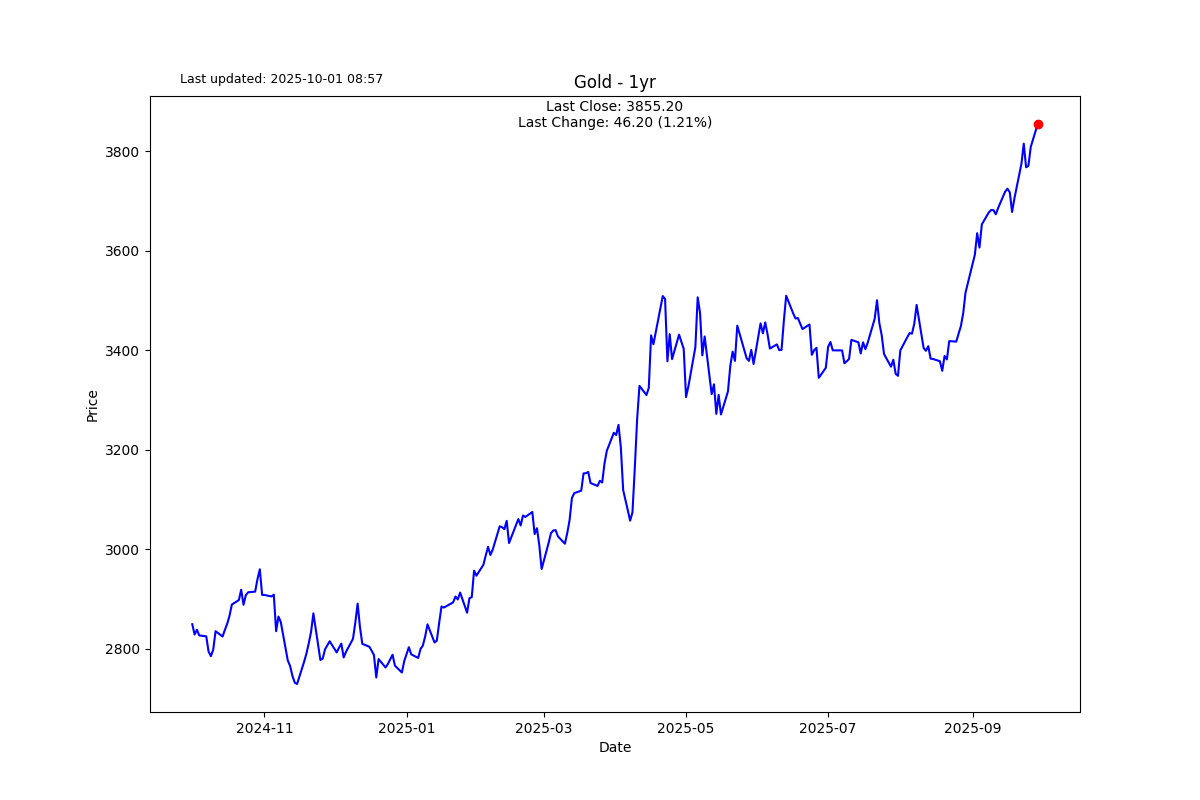 Last updated: 2025-10-01 08:57
Gold - 1yr
Last Close: 3855.20
Last Change: 46.20 (1.21%)
3800
3600
3400
3200
3000
2800
Price
2024-11
2025-01
2025-03
2025-05
2025-07
2025-09
Date